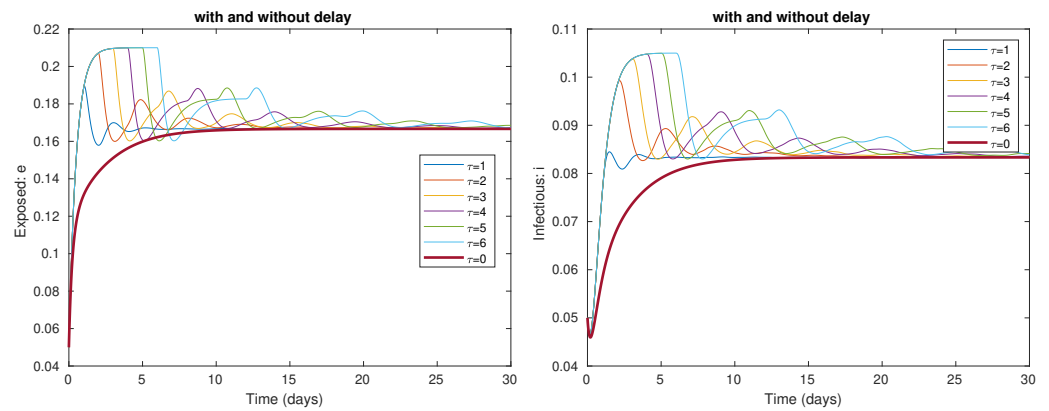 with and without delay
0.22
0.2
0.18
0.16
0.14
0.12
0.1
0.08
0.06
0.04
Exposed: e
0 5 10 15 20 25 30
Time (days)
τ=1
τ=2
τ=3
τ=4
τ=5
τ=6
τ=0
with and without delay
0.11
0.1
0.09
0.08
0.07
0.06
0.05
0.04
Infectious: i
0 5 10 15 20 25 30
Time (days)
τ=1
τ=2
τ=3
τ=4
τ=5
τ=6
τ=0